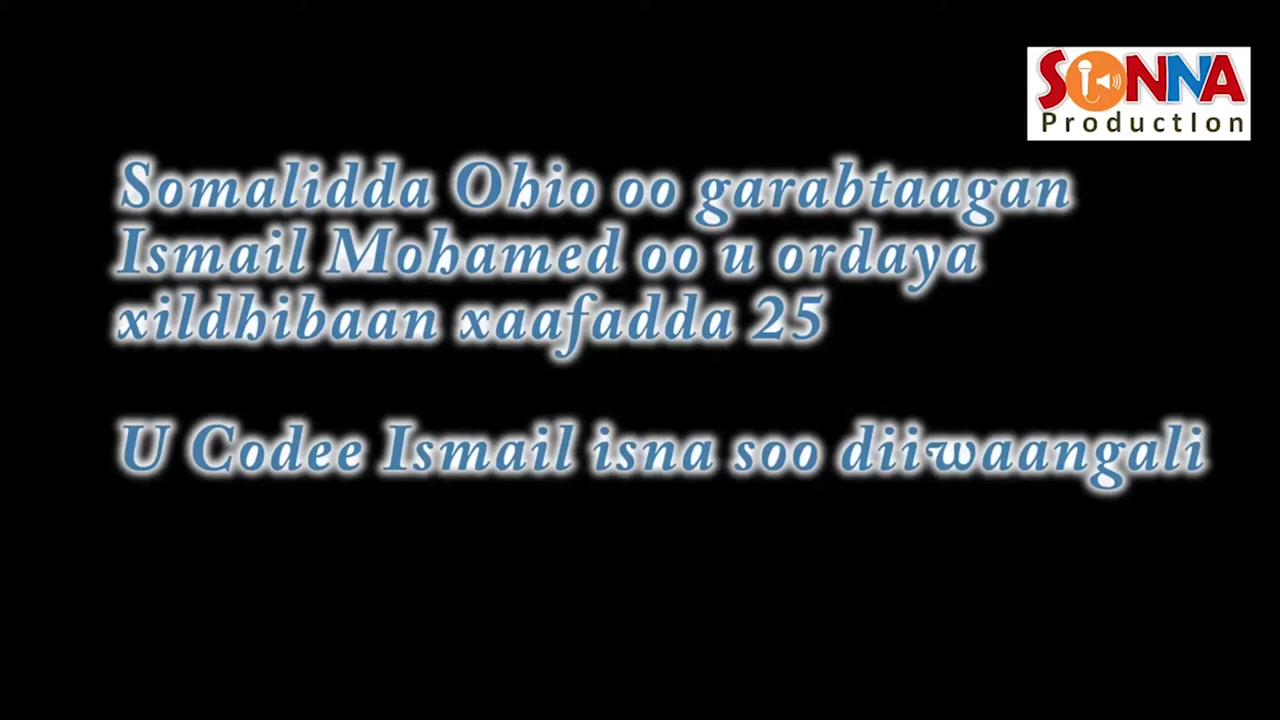 SONNA
ProductIon
Somalidda Ohio oo garabtaagan
Ismail Mohamed oo u ordaya
xildhibaan xaafadda 25
U Codee Ismail isna soo diiwaangali